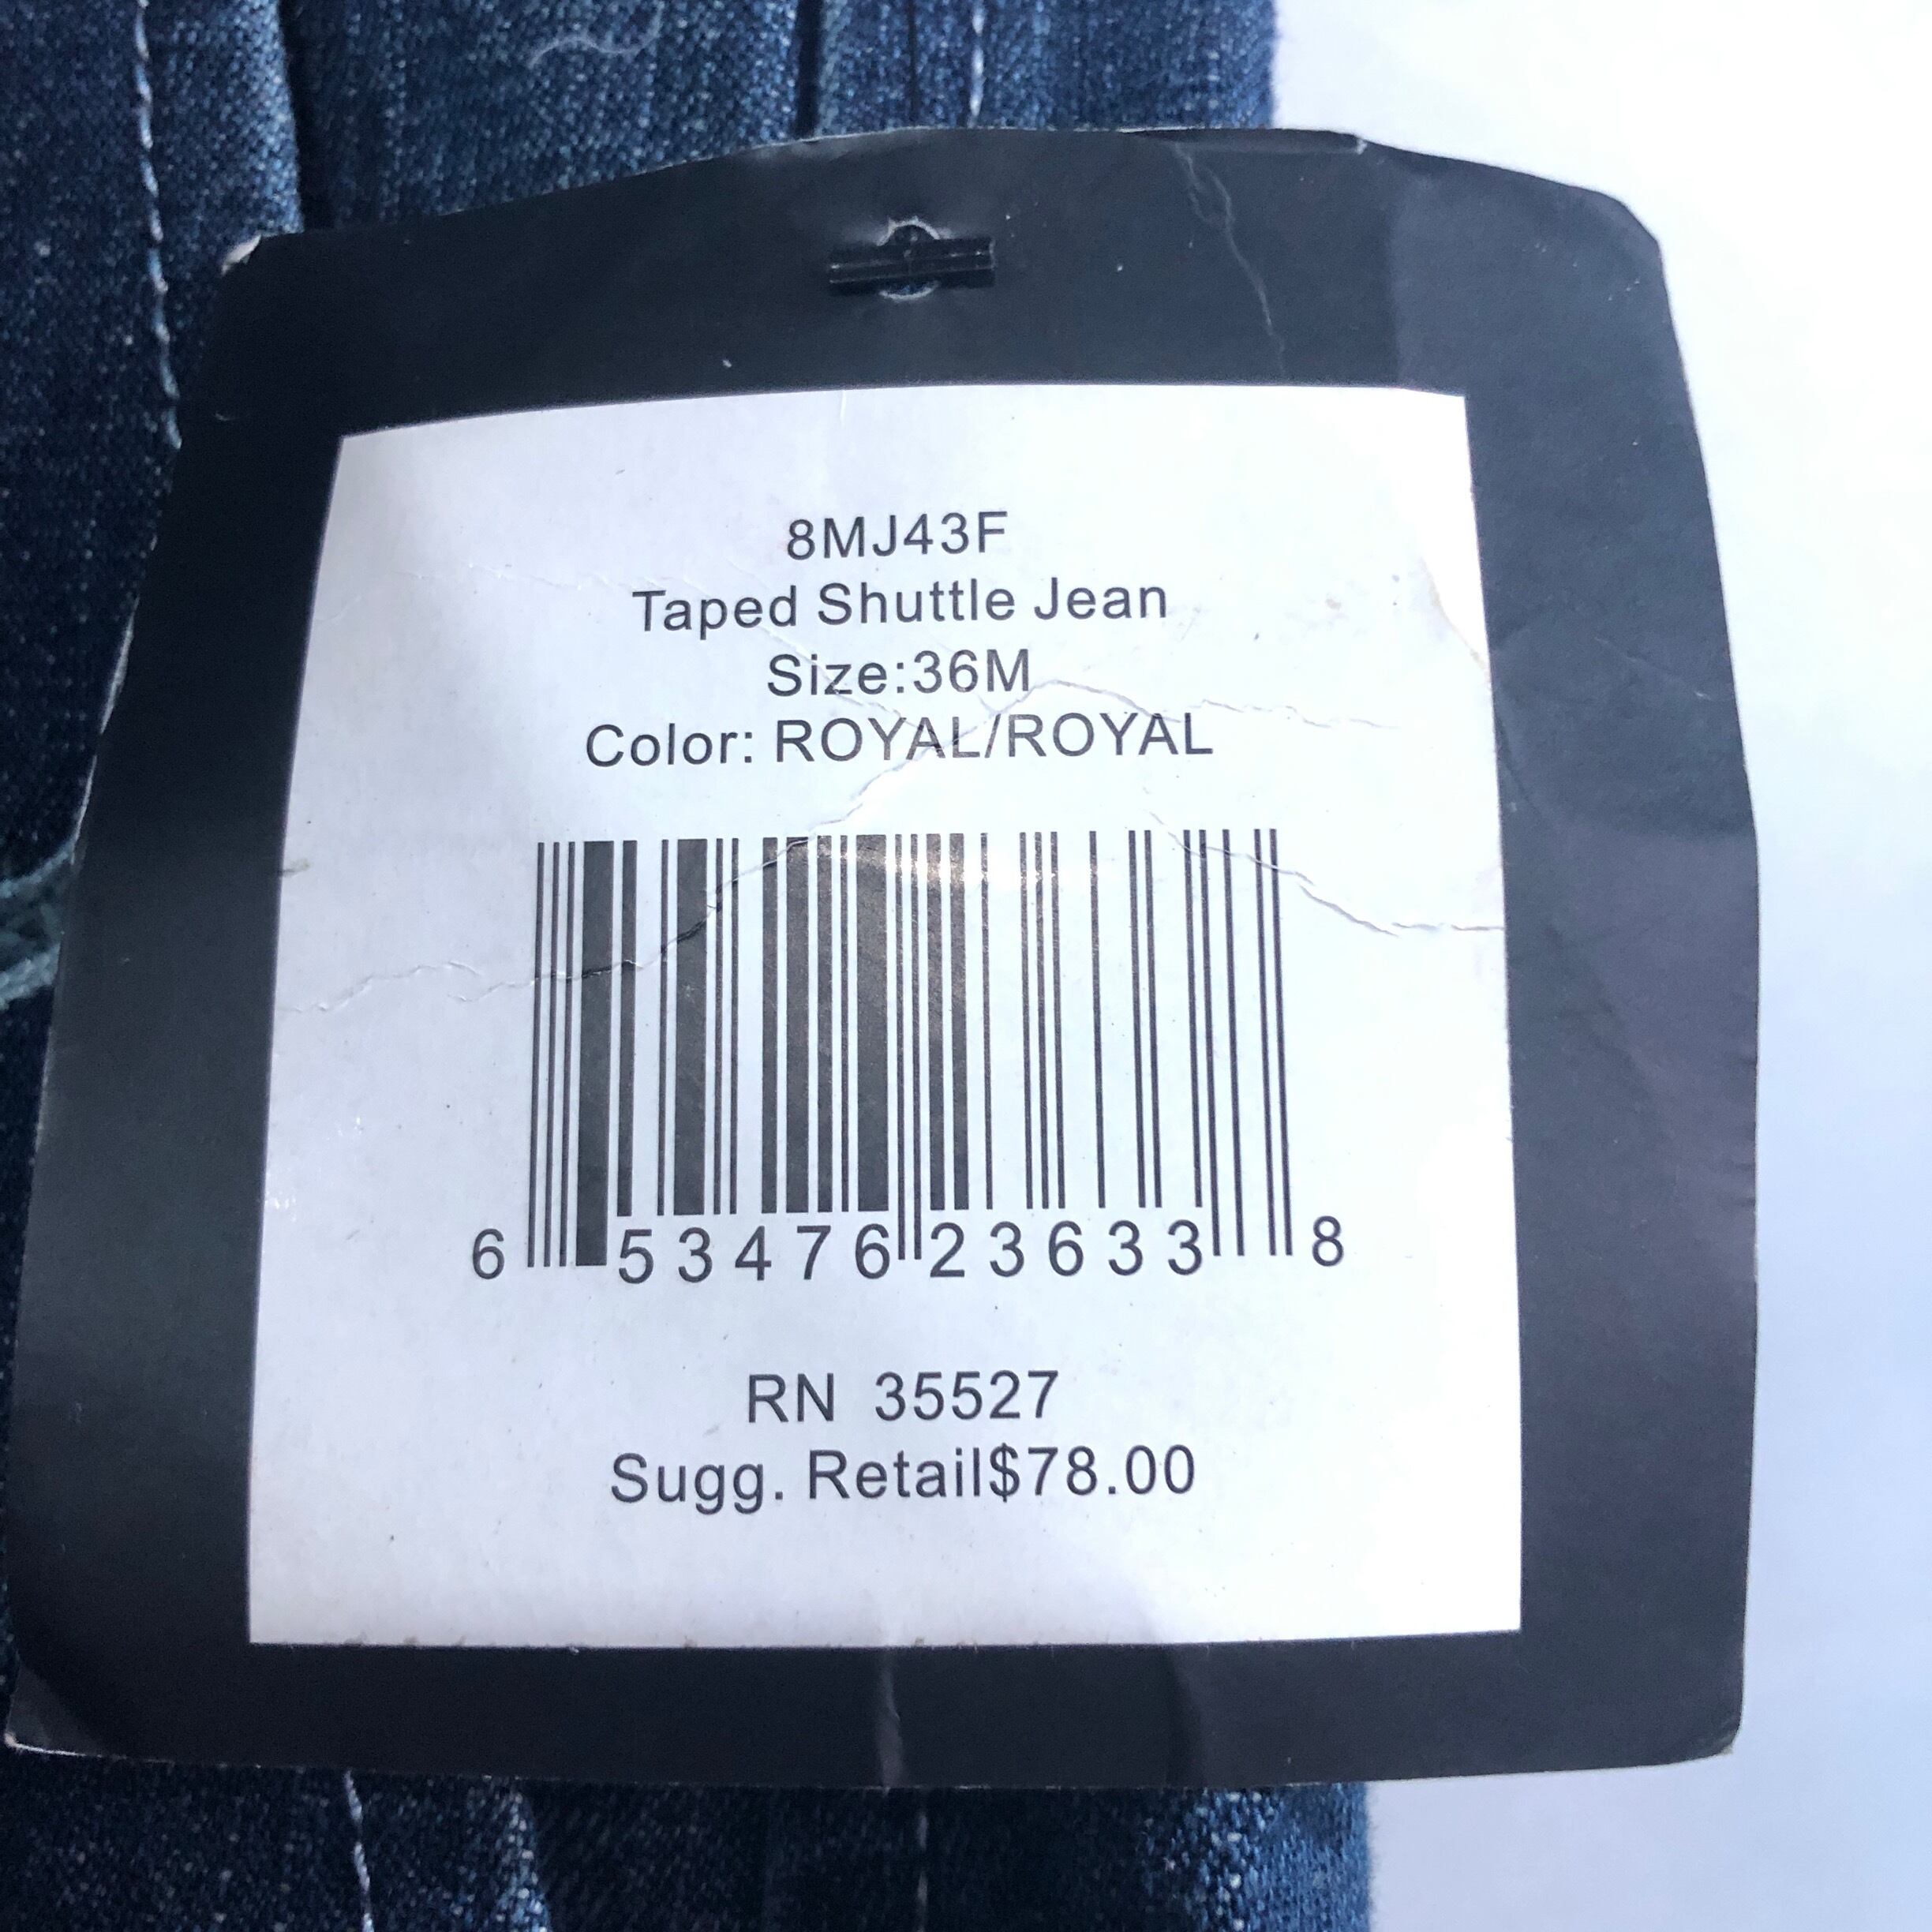 8MJ43F
Taped Shuttle Jean
Size:36M
Color: ROYAL/ROYAL
6 53476 23633 8
RN 35527
Sugg. Retail$78.00